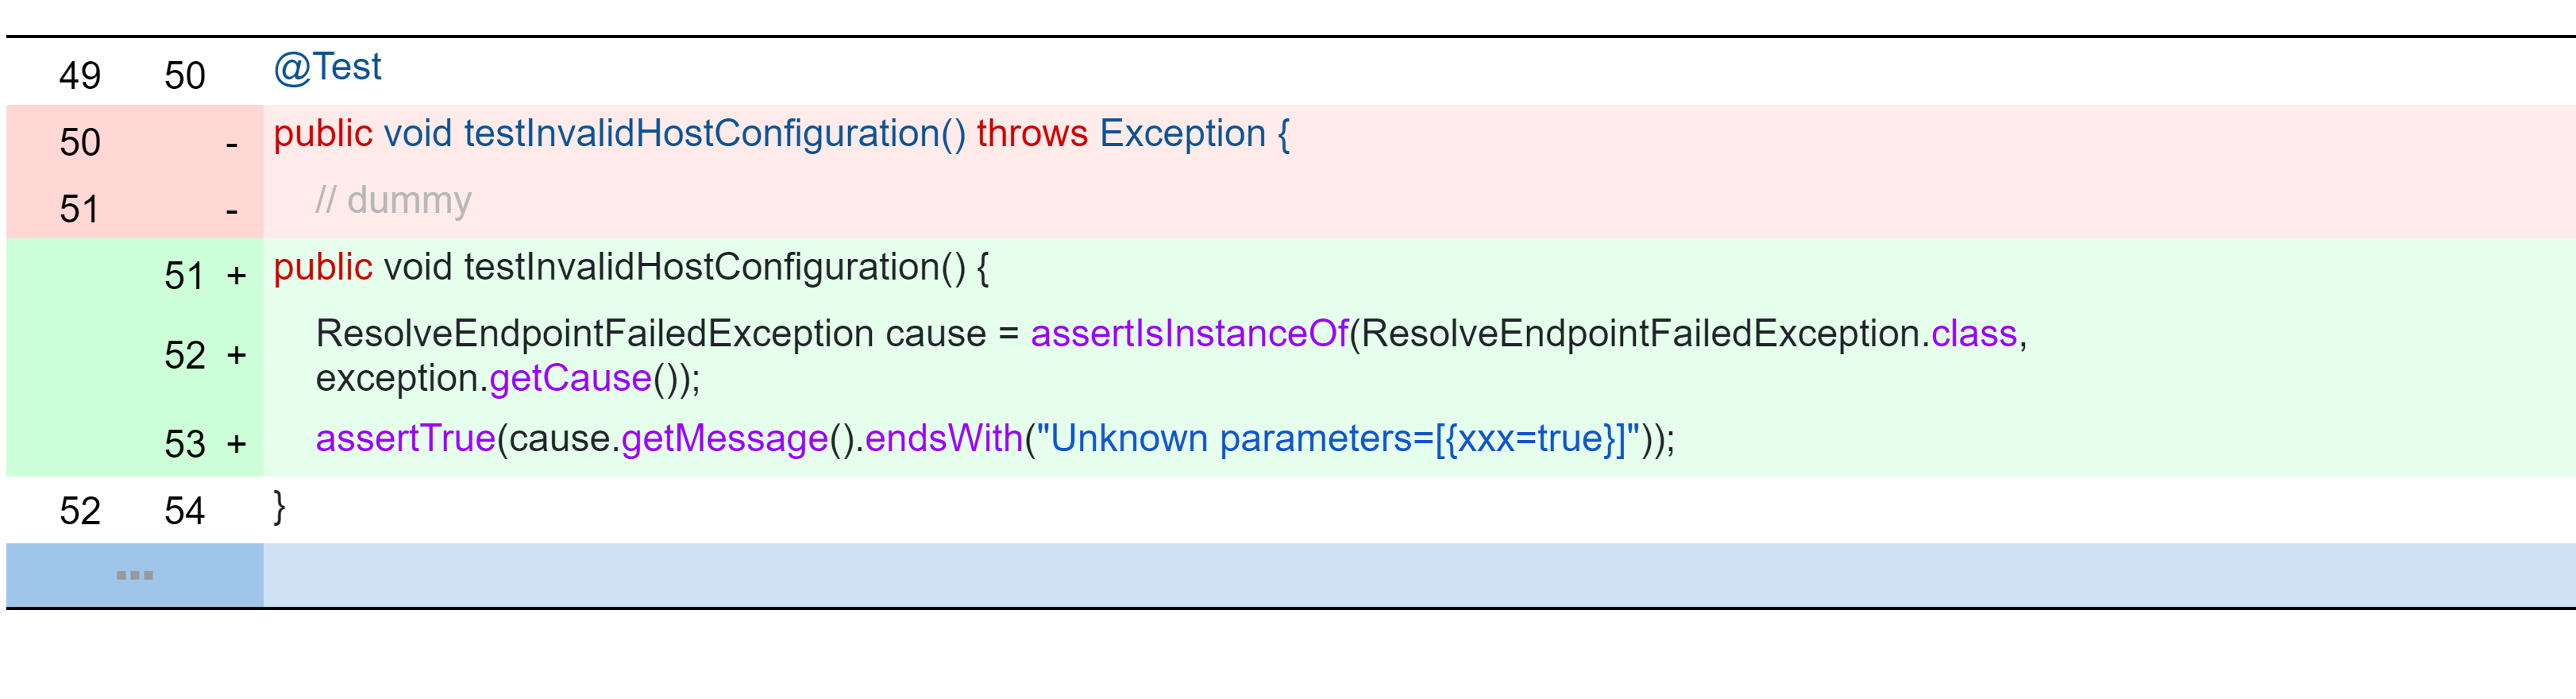 49 50 @Test
50 - public void testInvalidHostConfiguration() throws Exception {
51 - // dummy
51 + public void testInvalidHostConfiguration() {
52 + ResolveEndpointFailedException cause = assertIsInstanceOf(ResolveEndpointFailedException.class,
exception.getCause());
53 + assertTrue(cause.getMessage().endsWith("Unknown parameters=[{xxx=true}]"));
52 54 }
...